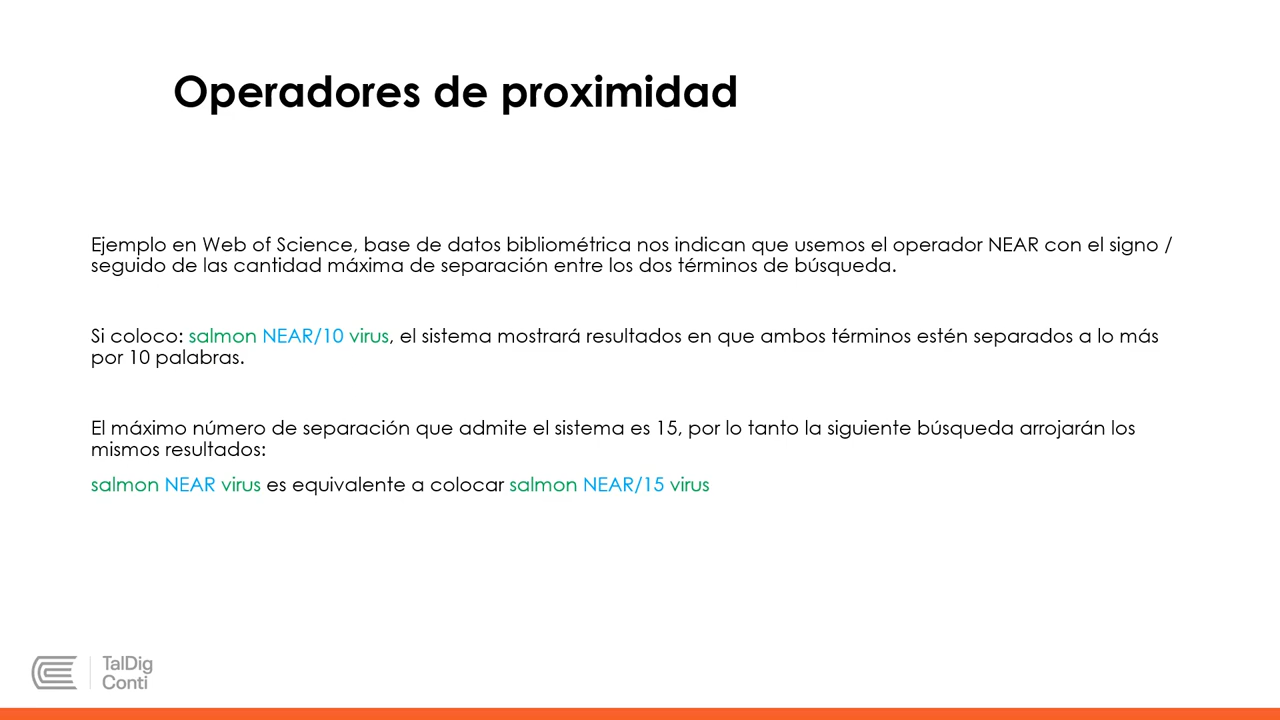 Operadores de proximidad
Ejemplo en Web of Science, base de datos bibliométrica nos indican que usemos el operador NEAR con el signo /
seguido de las cantidad máxima de separación entre los dos términos de búsqueda.
Si coloco: salmon NEAR/10 virus, el sistema mostrará resultados en que ambos términos estén separados a lo más
por 10 palabras.
El máximo número de separación que admite el sistema es 15, por lo tanto la siguiente búsqueda arrojarán los
mismos resultados:
salmon NEAR virus es equivalente a colocar salmon NEAR/15 virus
TalDig
Conti